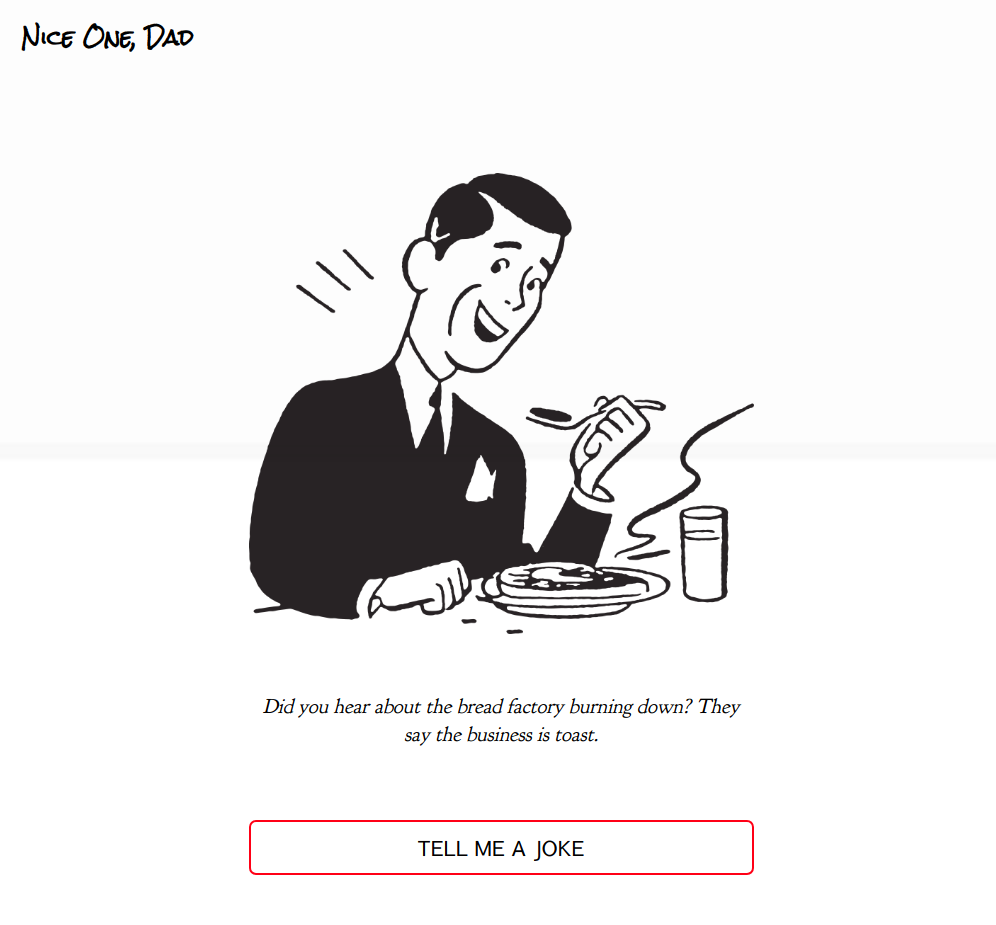 Nice One, Dad
Did you hear about the bread factory burning down? They
say the business is toast.
TELL ME A JOKE